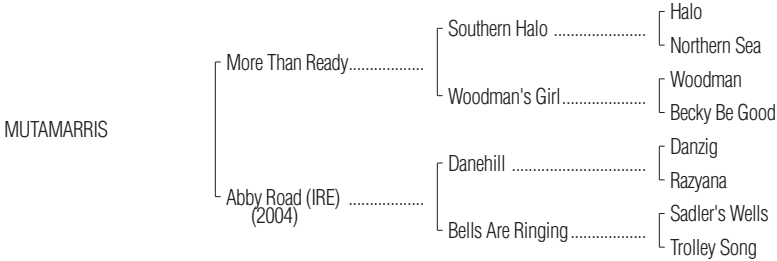 MUTAMARRIS
More Than Ready..................
Abby Road (IRE) ..................
(2004)
Southern Halo ......................
Woodman's Girl....................
Danehill ................................
Bells Are Ringing..................
Halo
Northern Sea
Woodman
Becky Be Good
Danzig
Razyana
Sadler's Wells
Trolley Song